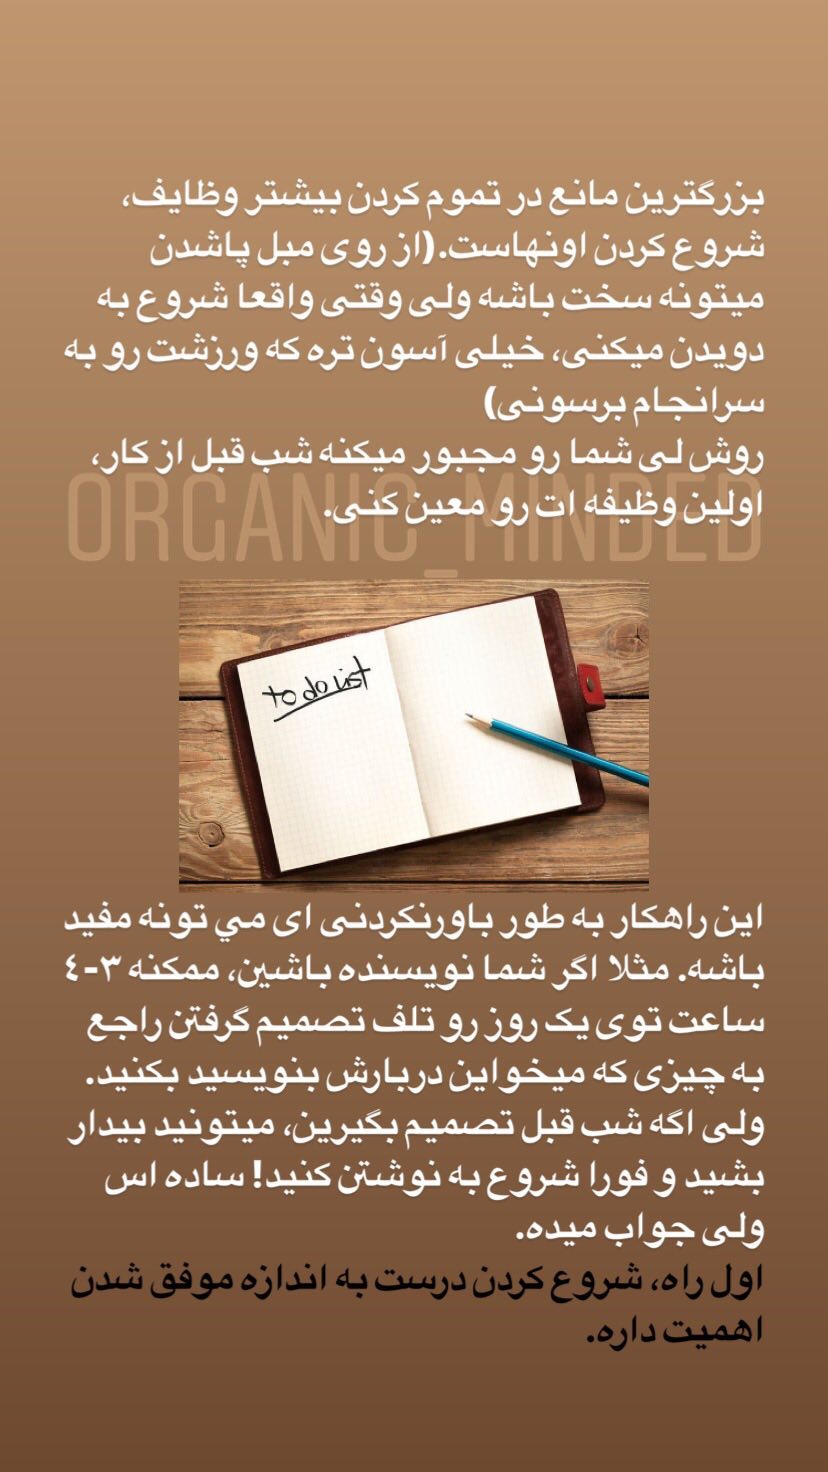 بزرگترین مانع در تموم کردن بیشتر وظایف،
شروع کردن اونهاست.(از روی مبل پاشدن
میتونه سخت باشه ولی وقتی واقعا شروع به
دویدن میکنی، خیلی آسون تره که ورزشت رو به
سرانجام برسونی)
روش لی شما رو مجبور میکنه شب قبل از کار،
اولین وظیفه ات رو معین کنی.
ORGANIC_MINDED
to do list
این راهکار به طور باورنکردنی ای مي تونه مفید
باشه. مثلا اگر شما نویسنده باشین، ممکنه ۳-٤
ساعت توی یک روز رو تلف تصمیم گرفتن راجع
به چیزی که میخواین دربارش بنویسید بکنید.
ولی اگه شب قبل تصمیم بگیرین، میتونید بیدار
بشید و فورا شروع به نوشتن کنید! ساده اس
ولی جواب میده.
اول راه، شروع کردن درست به اندازه موفق شدن
اهمیت داره.